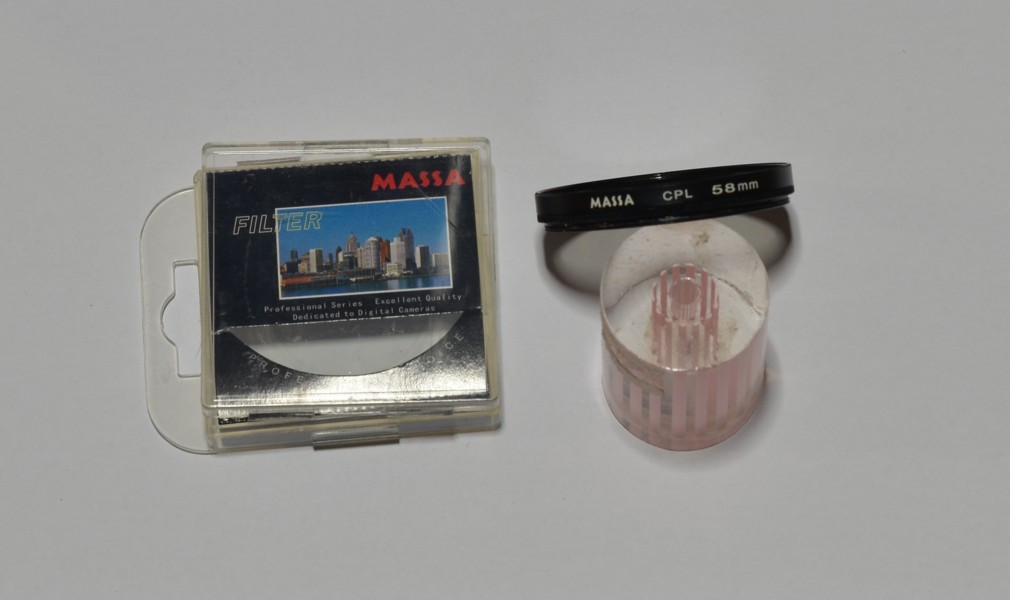 MASSA
FILTER
Professional Series Excellent Quality
Dedicated to Digital Cameras
MASSA CPL 58mm